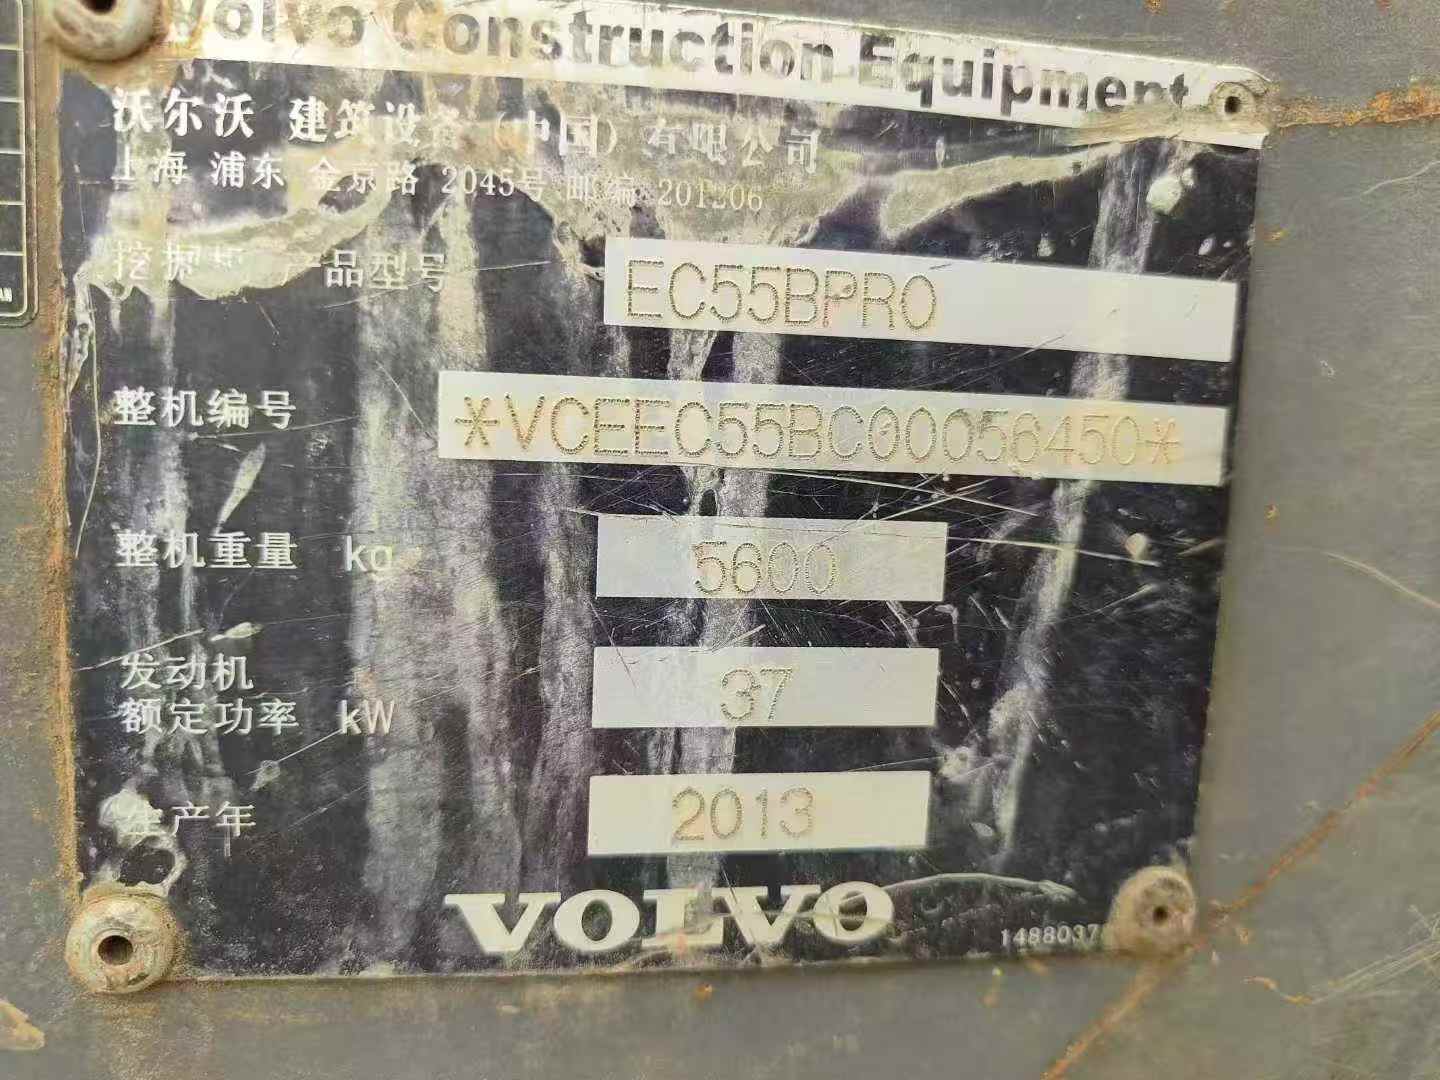 Volvo Construction Equipment
沃尔沃 建筑设备 (中国) 有限公司
上海 浦东 金京路 2045号 邮编 201206
挖掘机 产品型号 EC55BPRO
整机编号 *VCEEC55BC00056450*
整机重量 kg 5600
发动机
额定功率 kW 37
生产年 2013
VOLVO